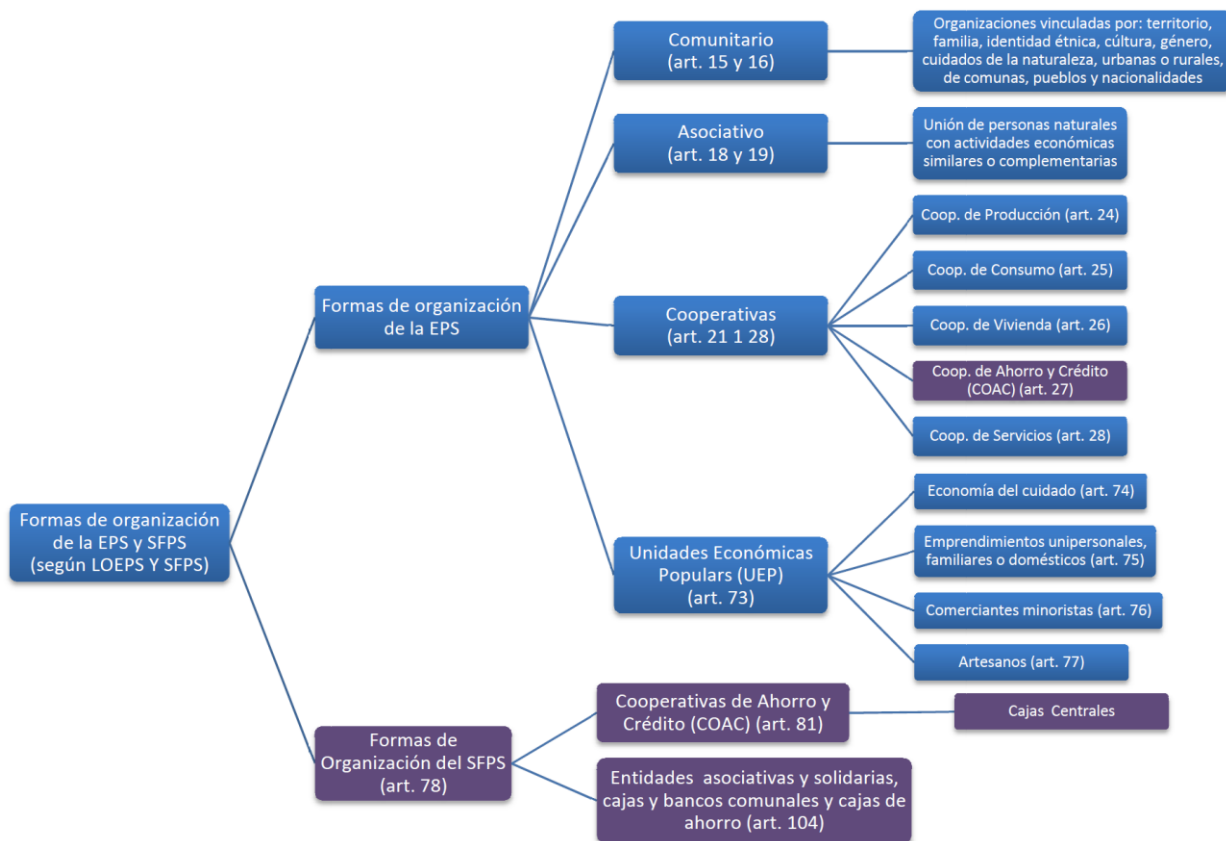 Formas de organización
de la EPS y SFPS
(según LOEPS Y SFPS)
Formas de organización
de la EPS
Comunitario
(art. 15 y 16)
Organizaciones vinculadas por: territorio,
familia, identidad étnica, cúltura, género,
cuidados de la naturaleza, urbanas o rurales,
de comunas, pueblos y nacionalidades
Asociativo
(art. 18 y 19)
Unión de personas naturales
con actividades económicas
similares o complementarias
Cooperativas
(art. 21 1 28)
Coop. de Producción (art. 24)
Coop. de Consumo (art. 25)
Coop. de Vivienda (art. 26)
Coop. de Ahorro y Crédito
(COAC) (art. 27)
Coop. de Servicios (art. 28)
Unidades Económicas
Populars (UEP)
(art. 73)
Economía del cuidado (art. 74)
Emprendimientos unipersonales,
familiares o domésticos (art. 75)
Comerciantes minoristas (art. 76)
Artesanos (art. 77)
Formas de
Organización del SFPS
(art. 78)
Cooperativas de Ahorro y
Crédito (COAC) (art. 81)
Cajas Centrales
Entidades asociativas y solidarias,
cajas y bancos comunales y cajas de
ahorro (art. 104)